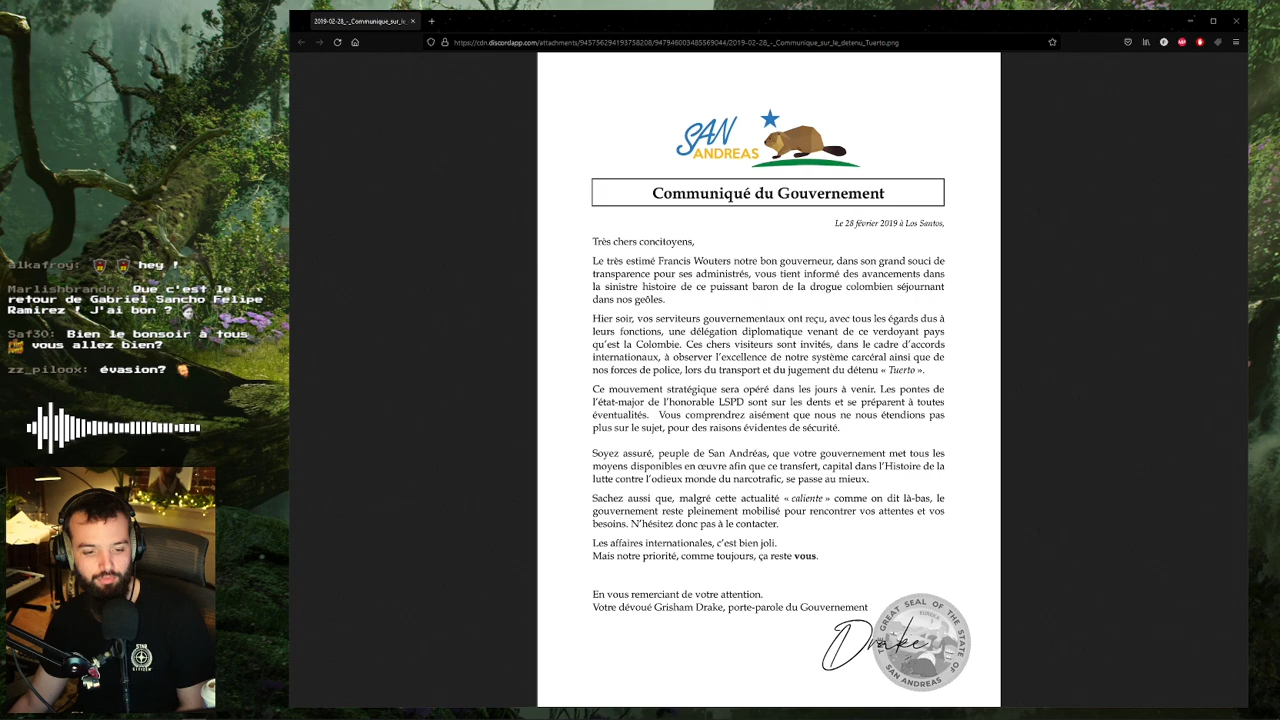 2019-02-28_-_Communique_sur_le_
https://cdn.discordapp.com/attachments/945756294193758208/947946003485569044/2019-02-28_-_Communique_sur_le_detenu_Tuerto.png
SAN
ANDREAS
Communiqué du Gouvernement
Le 28 février 2019 à Los Santos,
Très chers concitoyens,
Le très estimé Francis Wouters notre bon gouverneur, dans son grand souci de
transparence pour ses administrés, vous tient informé des avancements dans
la sinistre histoire de ce puissant baron de la drogue colombien séjournant
dans nos geôles.
Hier soir, vos serviteurs gouvernementaux ont reçu, avec tous les égards dus à
leurs fonctions, une délégation diplomatique venant de ce verdoyant pays
qu'est la Colombie. Ces chers visiteurs sont invités, dans le cadre d'accords
internationaux, à observer l'excellence de notre système carcéral ainsi que de
nos forces de police, lors du transport et du jugement du détenu « Tuerto ».
Ce mouvement stratégique sera opéré dans les jours à venir. Les pontes de
l'état-major de l'honorable LSPD sont sur les dents et se préparent à toutes
éventualités. Vous comprendrez aisément que nous ne nous étendions pas
plus sur le sujet, pour des raisons évidentes de sécurité.
Soyez assuré, peuple de San Andréas, que votre gouvernement met tous les
moyens disponibles en œuvre afin que ce transfert, capital dans l'Histoire de la
lutte contre l'odieux monde du narcotrafic, se passe au mieux.
Sachez aussi que, malgré cette actualité « caliente » comme on dit là-bas, le
gouvernement reste pleinement mobilisé pour rencontrer vos attentes et vos
besoins. N'hésitez donc pas à le contacter.
Les affaires internationales, c'est bien joli.
Mais notre priorité, comme toujours, ça reste vous.
En vous remerciant de votre attention.
Votre dévoué Grisham Drake, porte-parole du Gouvernement
Drake
THE GREAT SEAL OF THE STATE OF SAN ANDREAS
EUREKA
alkafroy: hey !
Marlishbrando: Que c'est le
retour de Gabriel Sancho Felipe
Ramirez ! J'ai bon ?
Saf30: Bien le bonsoir à tous
vous allez bien?
zz_piloox: évasion?
STAR
CITIZEN